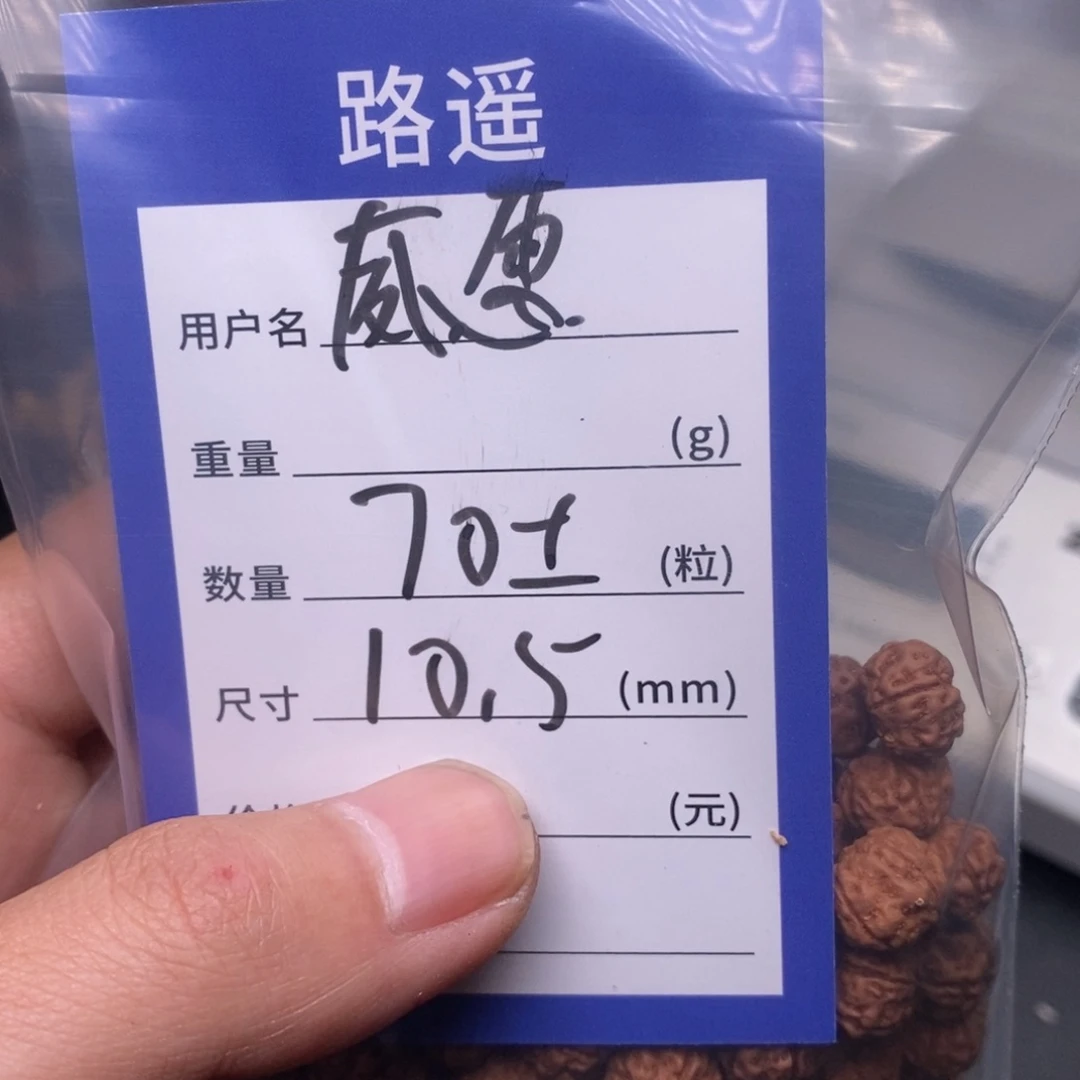 路遥
用户名
重量 (g)
数量 70± (粒)
尺寸 10.5 (mm)
(元)